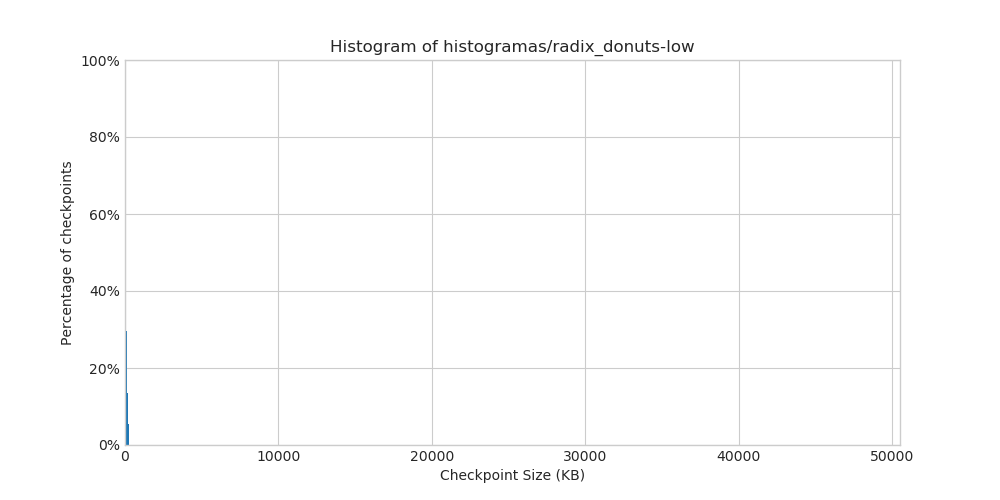 Histogram of histogramas/radix_donuts-low
100%
80%
60%
40%
20%
0%
Percentage of checkpoints
0 10000 20000 30000 40000 50000
Checkpoint Size (KB)